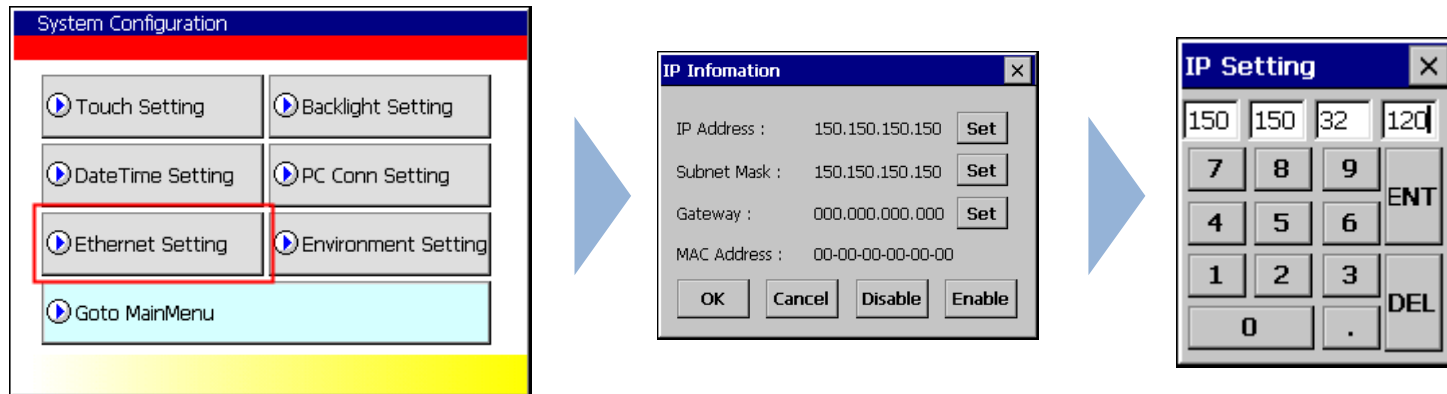 System Configuration
Touch Setting
Backlight Setting
DateTime Setting
PC Conn Setting
Ethernet Setting
Environment Setting
Goto MainMenu
IP Infomation
IP Address : 150.150.150.150 Set
Subnet Mask : 150.150.150.150 Set
Gateway : 000.000.000.000 Set
MAC Address : 00-00-00-00-00-00
OK Cancel Disable Enable
IP Setting
150 150 32 120
7 8 9 ENT
4 5 6
1 2 3 DEL
0 .